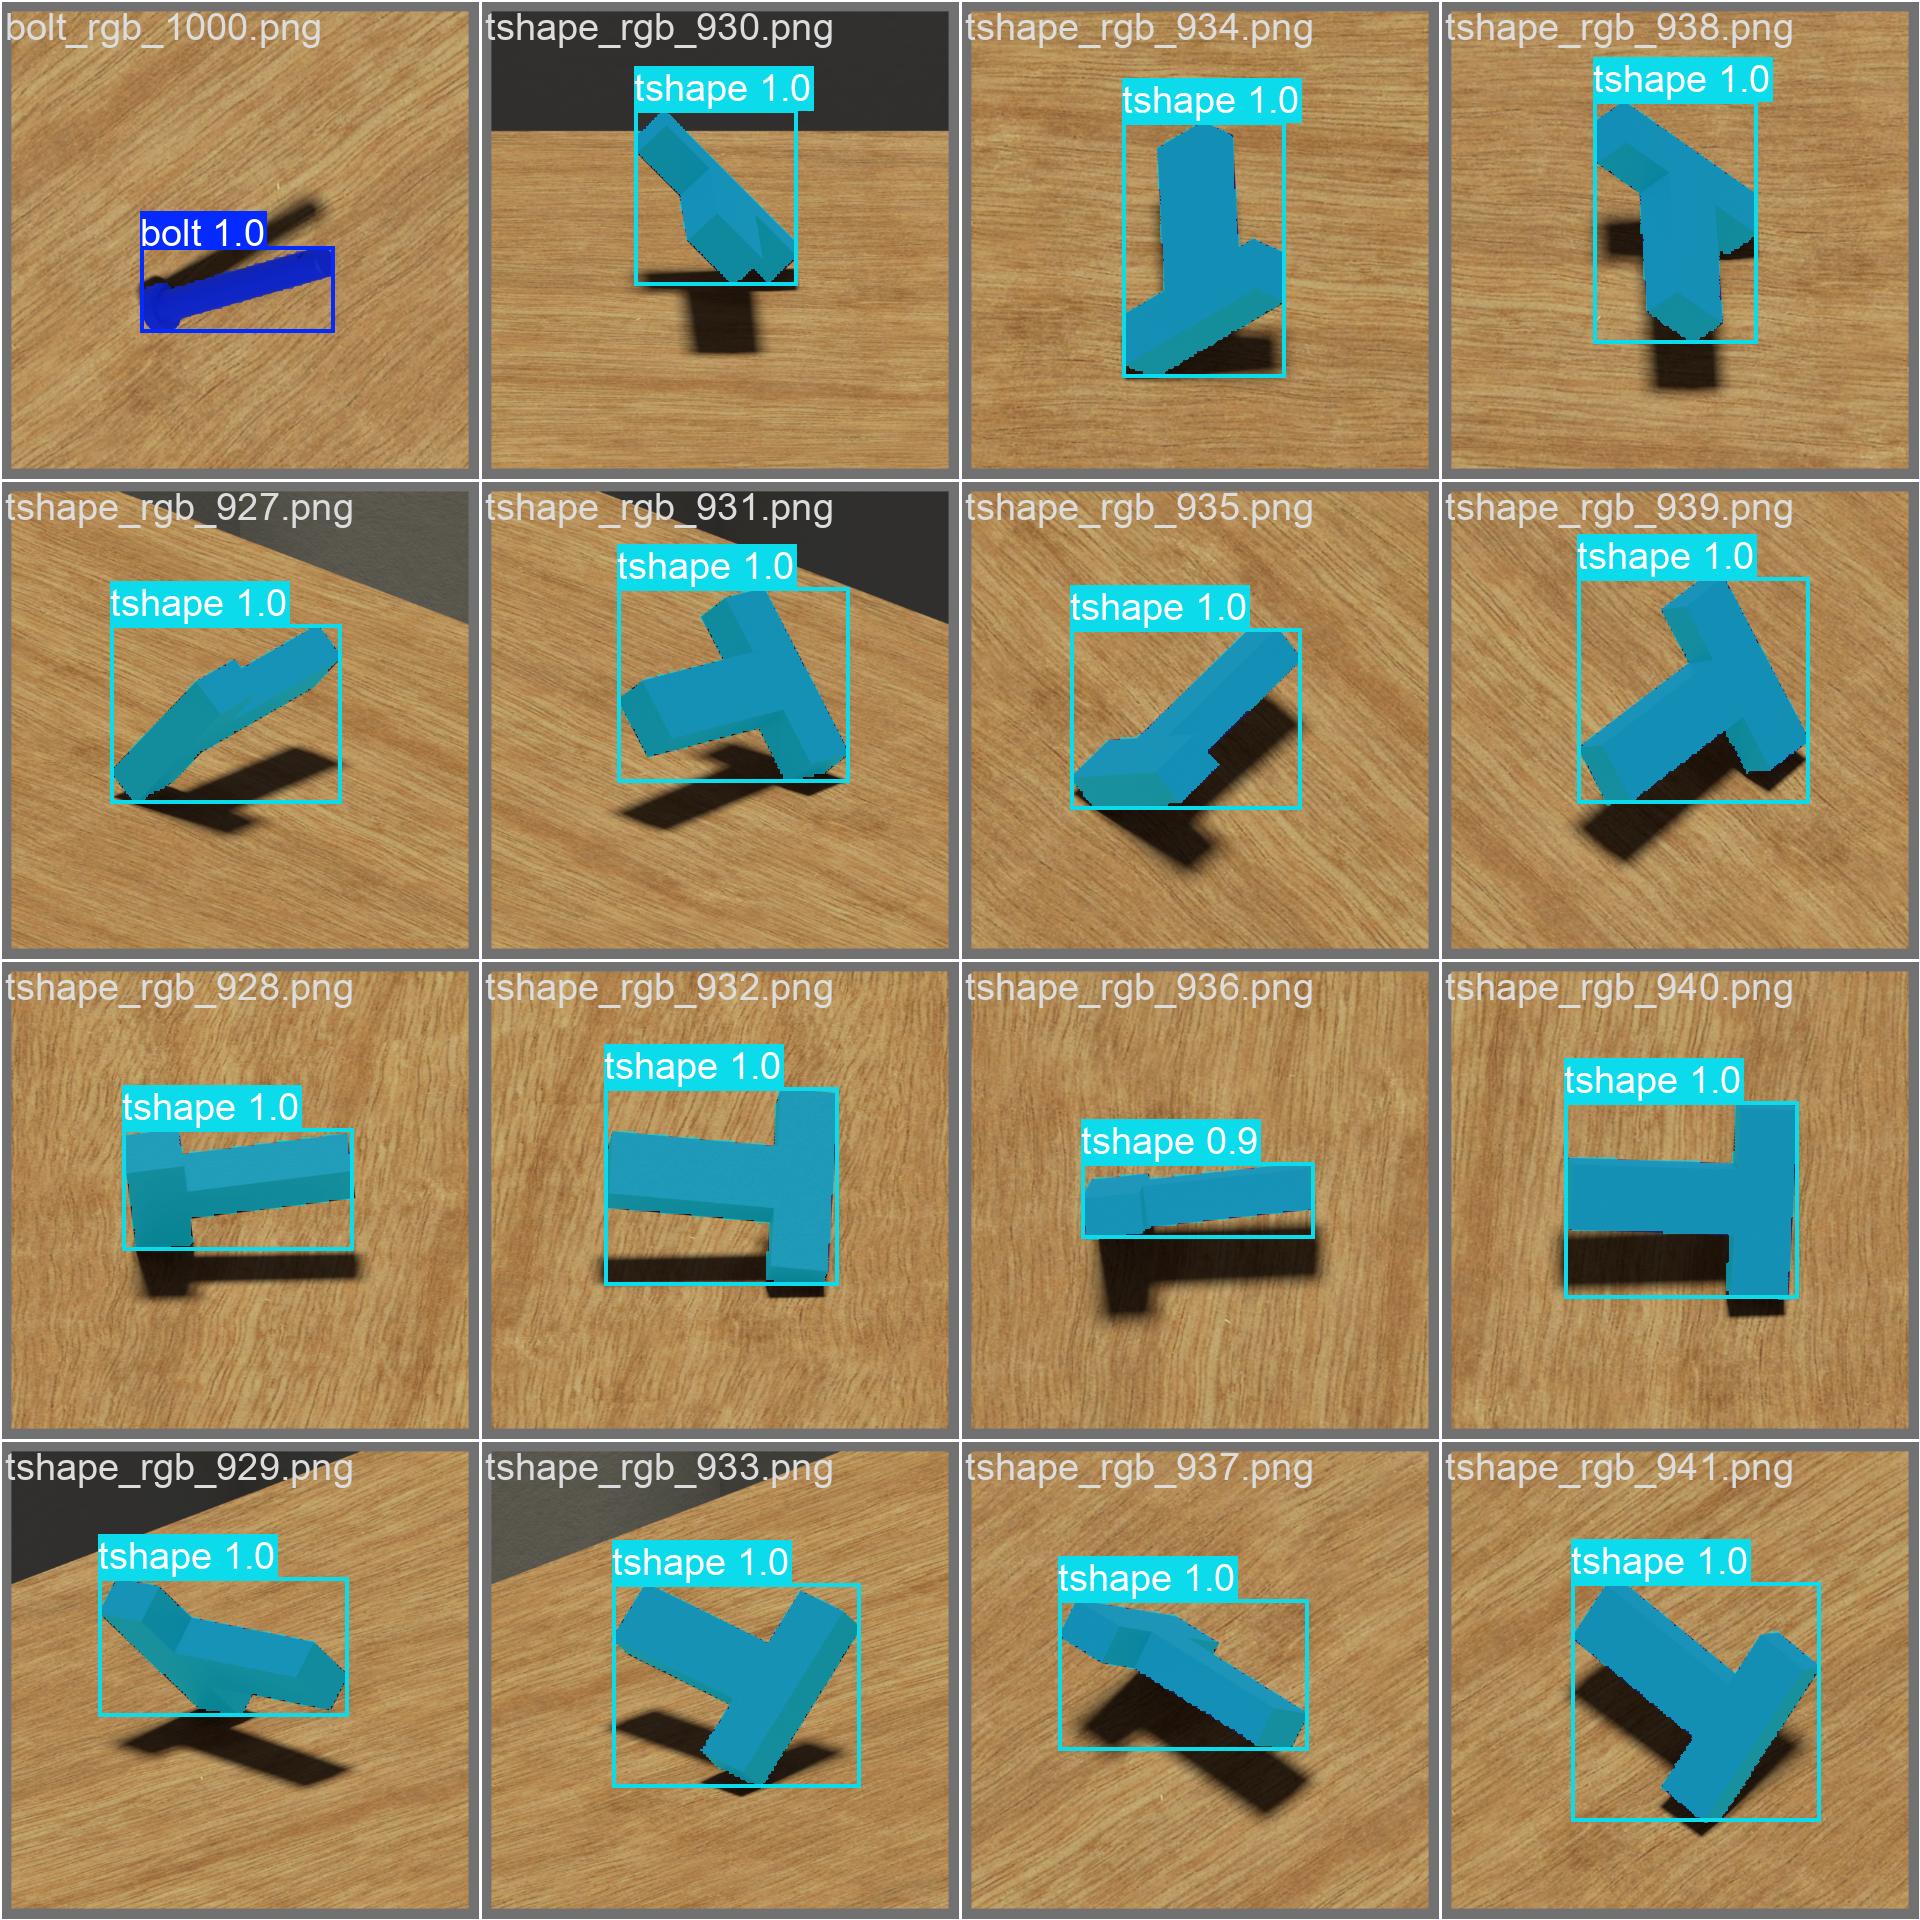 bolt_rgb_1000.png
bolt 1.0
tshape_rgb_930.png
tshape 1.0
tshape_rgb_934.png
tshape 1.0
tshape_rgb_938.png
tshape 1.0
tshape_rgb_927.png
tshape 1.0
tshape_rgb_931.png
tshape 1.0
tshape_rgb_935.png
tshape 1.0
tshape_rgb_939.png
tshape 1.0
tshape_rgb_928.png
tshape 1.0
tshape_rgb_932.png
tshape 1.0
tshape_rgb_936.png
tshape 0.9
tshape_rgb_940.png
tshape 1.0
tshape_rgb_929.png
tshape 1.0
tshape_rgb_933.png
tshape 1.0
tshape_rgb_937.png
tshape 1.0
tshape_rgb_941.png
tshape 1.0